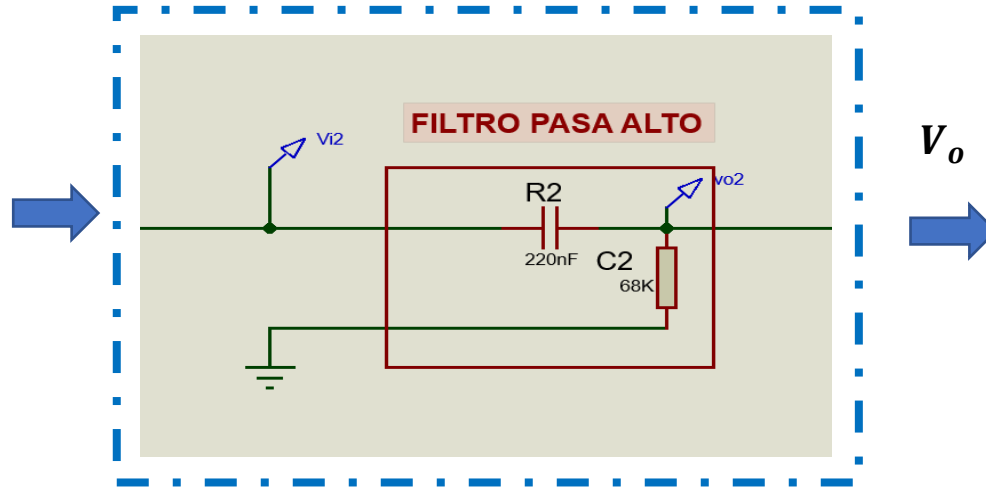 FILTRO PASA ALTO
Vi2
vo2
R2
220nF
C2
68K
V_o